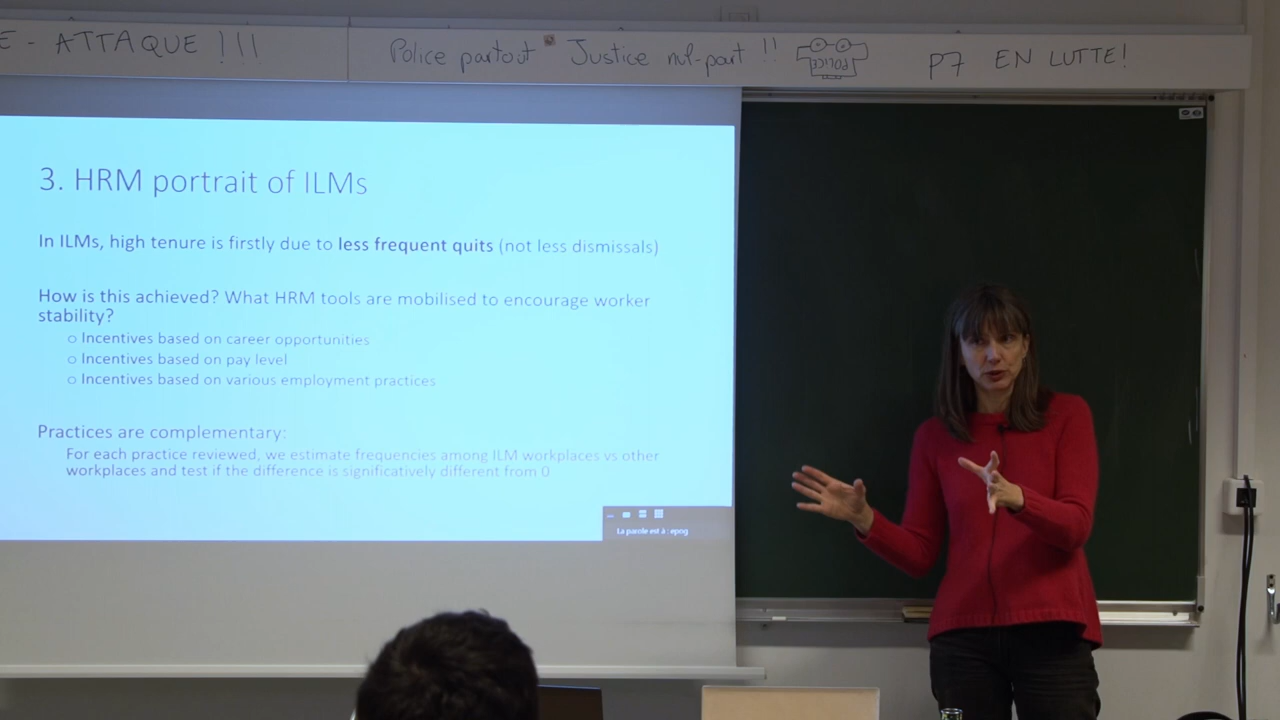 E - ATTAQUE !!!
Police partout Justice nul-part !!
POLICE
P7 EN LUTTE!
3. HRM portrait of ILMs
In ILMs, high tenure is firstly due to less frequent quits (not less dismissals)
How is this achieved? What HRM tools are mobilised to encourage worker
stability?
o Incentives based on career opportunities
o Incentives based on pay level
o Incentives based on various employment practices
Practices are complementary:
For each practice reviewed, we estimate frequencies among ILM workplaces vs other
workplaces and test if the difference is significatively different from 0
La parole est à : epog